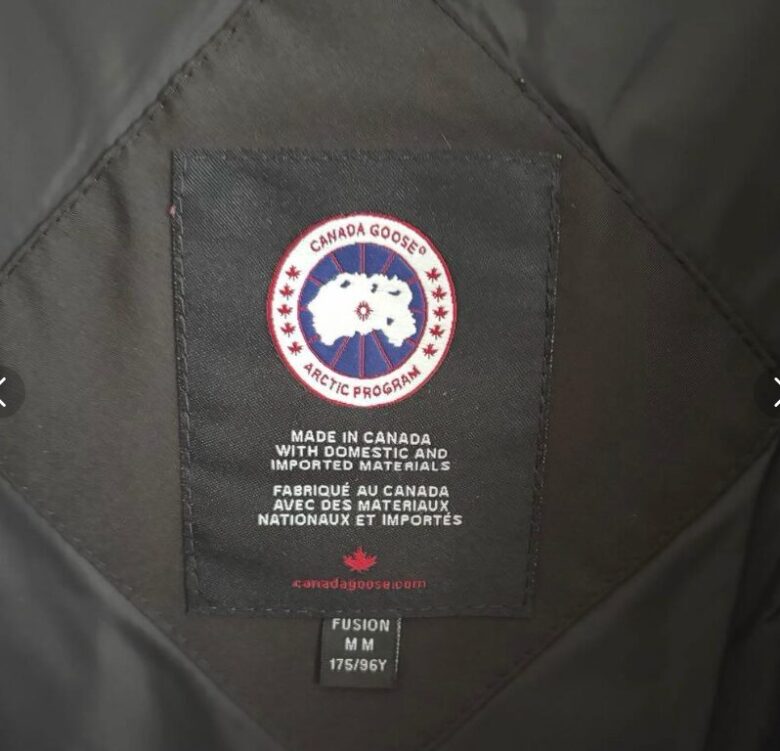 CANADA GOOSE®
ARCTIC PROGRAM
MADE IN CANADA
WITH DOMESTIC AND
IMPORTED MATERIALS
FABRIQUÉ AU CANADA
AVEC DES MATERIAUX
NATIONAUX ET IMPORTÉS
canadagoose.com
FUSION
M M
175/96Y